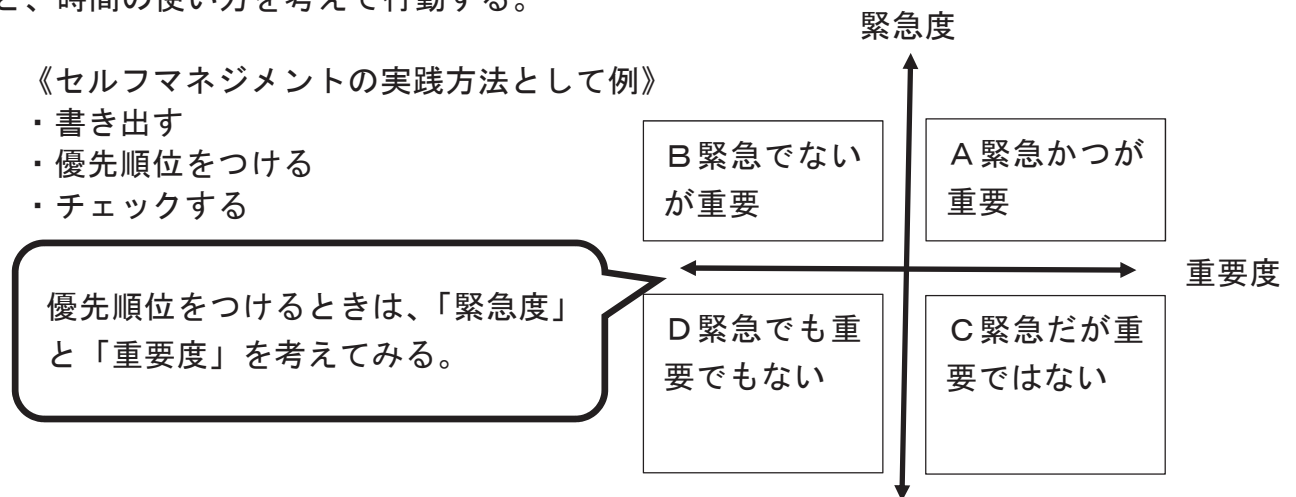 と、時間の使い方を考えて行動する。
緊急度
《セルフマネジメントの実践方法として例》
・書き出す
・優先順位をつける
・チェックする
B緊急でない
が重要
A緊急かつが
重要
重要度
優先順位をつけるときは、「緊急度」
と「重要度」を考えてみる。
D緊急でも重
要でもない
C緊急だが重
要ではない